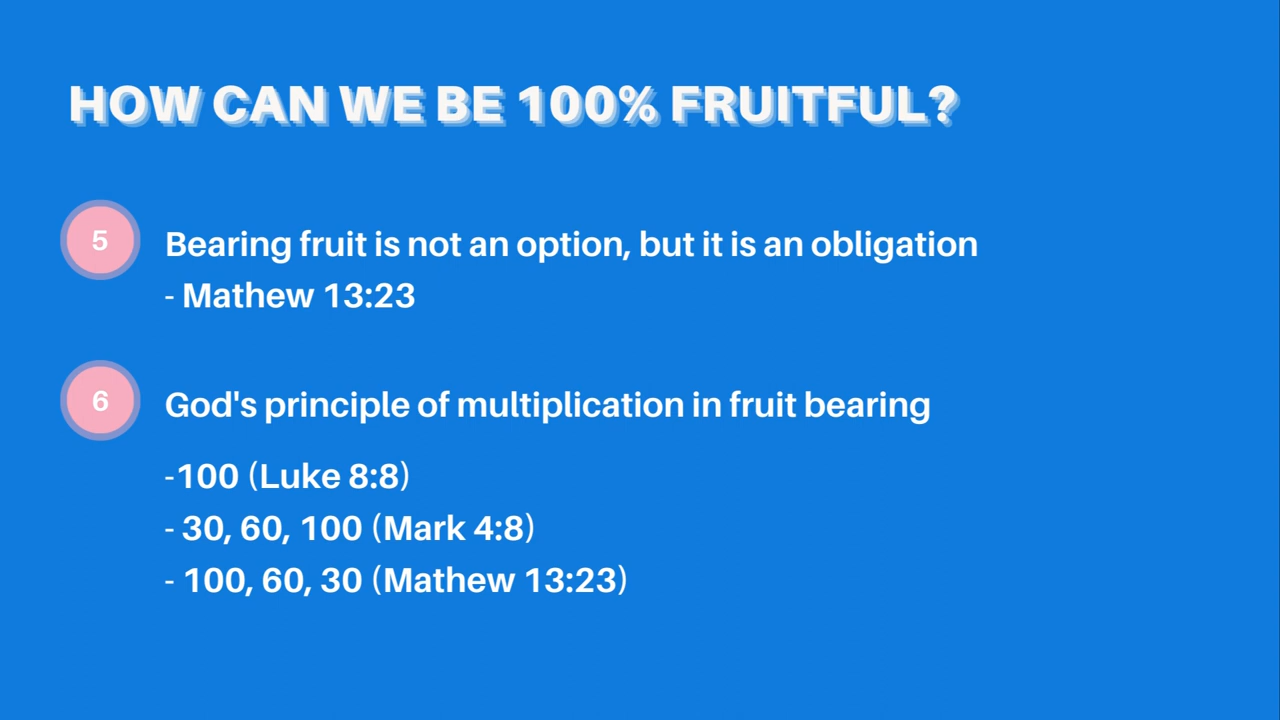 HOW CAN WE BE 100% FRUITFUL?
5
Bearing fruit is not an option, but it is an obligation
- Mathew 13:23
6
God's principle of multiplication in fruit bearing
-100 (Luke 8:8)
- 30, 60, 100 (Mark 4:8)
- 100, 60, 30 (Mathew 13:23)